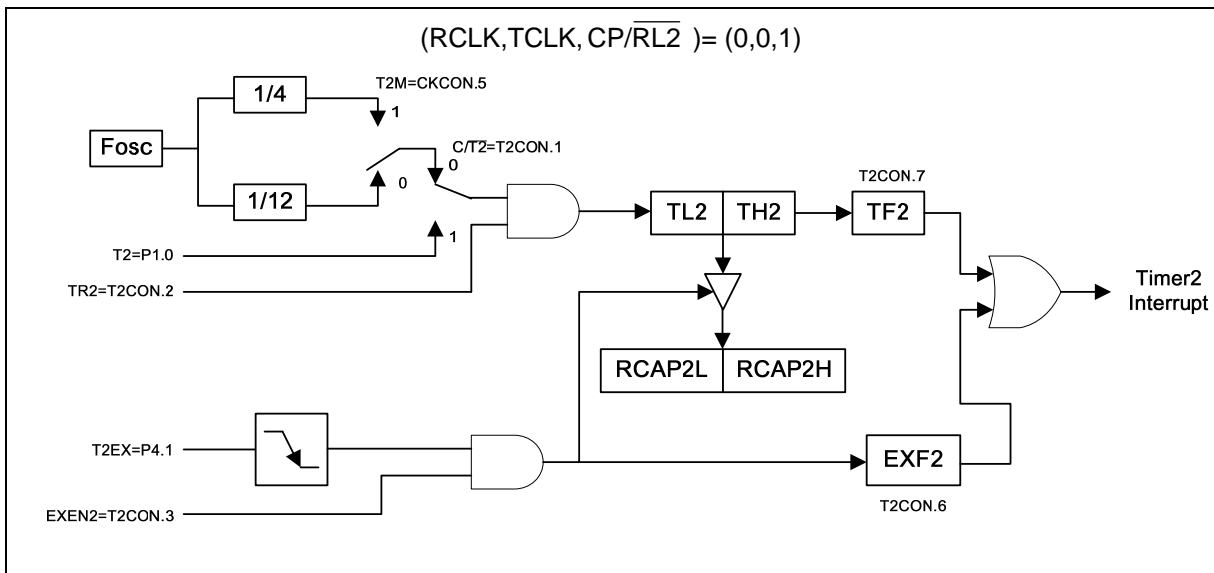 (RCLK,TCLK, CP/R̅L̅2̅ )= (0,0,1)
T2M=CKCON.5
1/4
1
Fosc
C/T̅2̅=T2CON.1
0
0
1/12
T2CON.7
TL2
TH2
TF2
1
T2=P1.0
TR2=T2CON.2
Timer2
Interrupt
RCAP2L
RCAP2H
T2EX=P4.1
EXF2
EXEN2=T2CON.3
T2CON.6